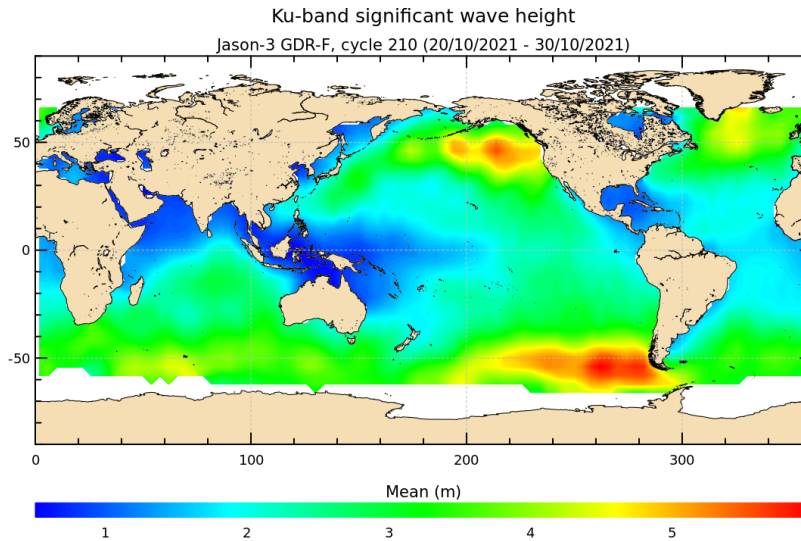 Ku-band significant wave height
Jason-3 GDR-F, cycle 210 (20/10/2021 - 30/10/2021)
50
0
-50
0 100 200 300
Mean (m)
1 2 3 4 5